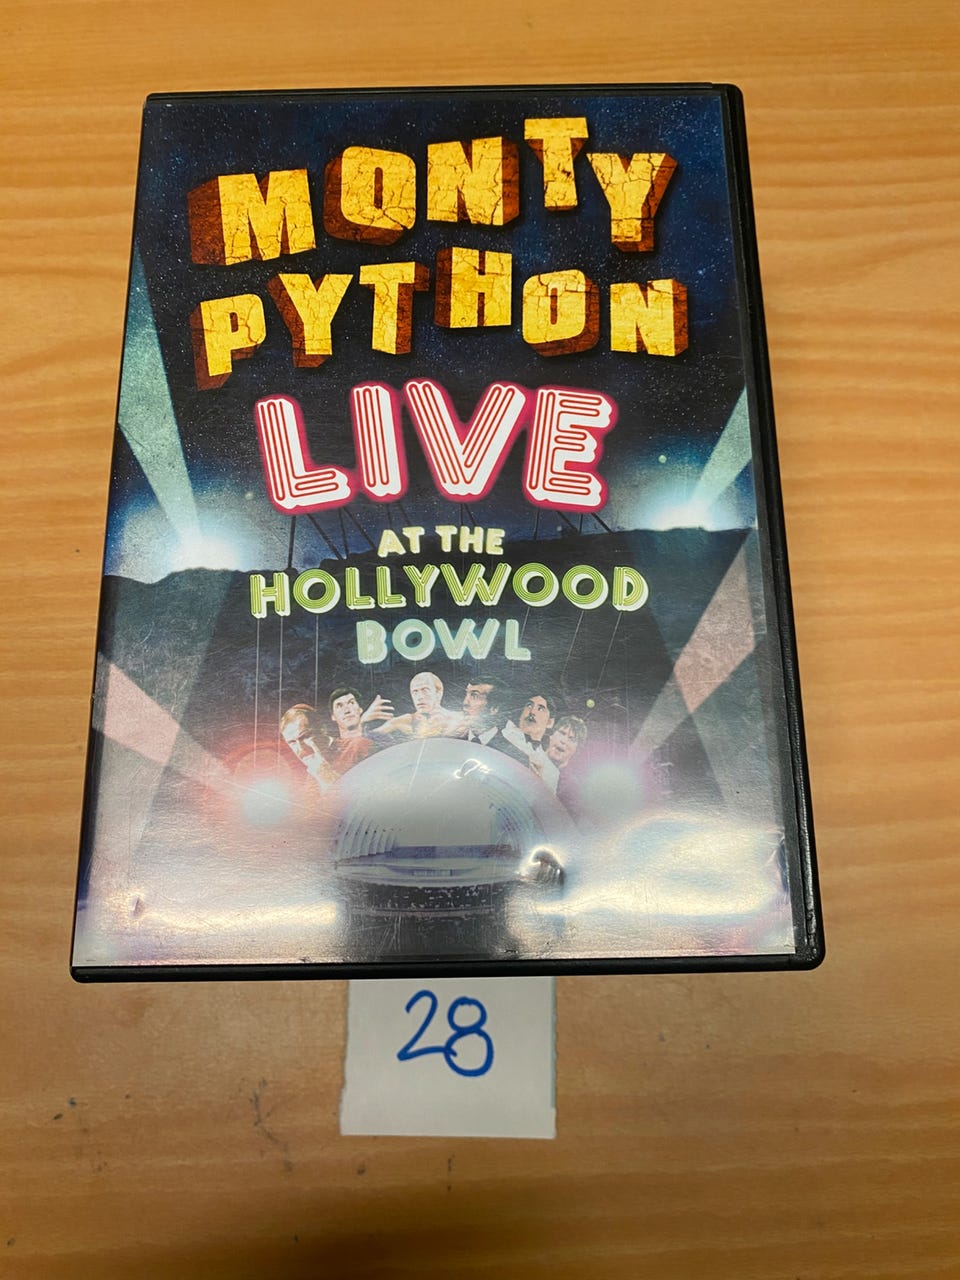 MONTY
PYTHON
LIVE
AT THE
HOLLYWOOD
BOWL
28